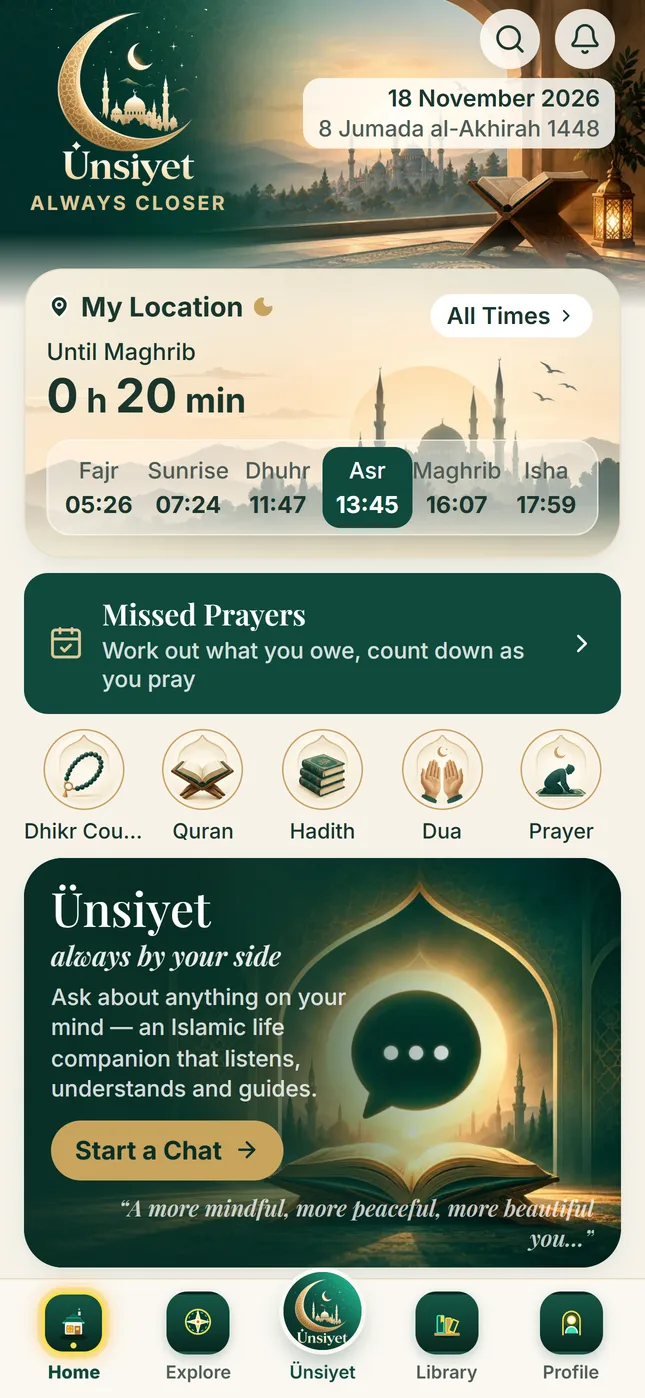 Ünsiyet
ALWAYS CLOSER
18 November 2026
8 Jumada al-Akhirah 1448
My Location
All Times
Until Maghrib
0 h 20 min
Fajr Sunrise Dhuhr Asr Maghrib Isha
05:26 07:24 11:47 13:45 16:07 17:59
Missed Prayers
Work out what you owe, count down as
you pray
Dhikr Cou... Quran Hadith Dua Prayer
Ünsiyet
always by your side
Ask about anything on your
mind — an Islamic life
companion that listens,
understands and guides.
Start a Chat
“A more mindful, more peaceful, more beautiful
you...”
Ünsiyet
Home Explore Ünsiyet Library Profile